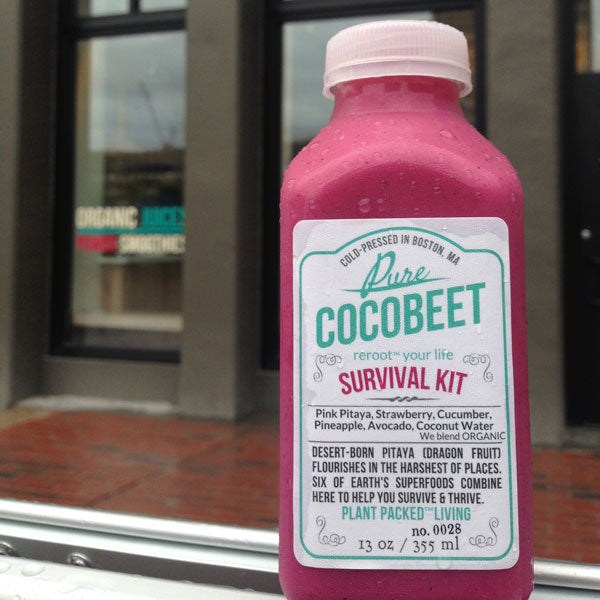 ORGANIC JUICES
POWER SMOOTHIES
COLD-PRESSED IN BOSTON, MA
Pure
COCOBEET
reroot™ your life
SURVIVAL KIT
Pink Pitaya, Strawberry, Cucumber,
Pineapple, Avocado, Coconut Water
We blend ORGANIC
DESERT-BORN PITAYA (DRAGON FRUIT)
FLOURISHES IN THE HARSHEST OF PLACES.
SIX OF EARTH'S SUPERFOODS COMBINE
HERE TO HELP YOU SURVIVE & THRIVE.
PLANT PACKED™ LIVING
no. 0028
13 oz / 355 ml